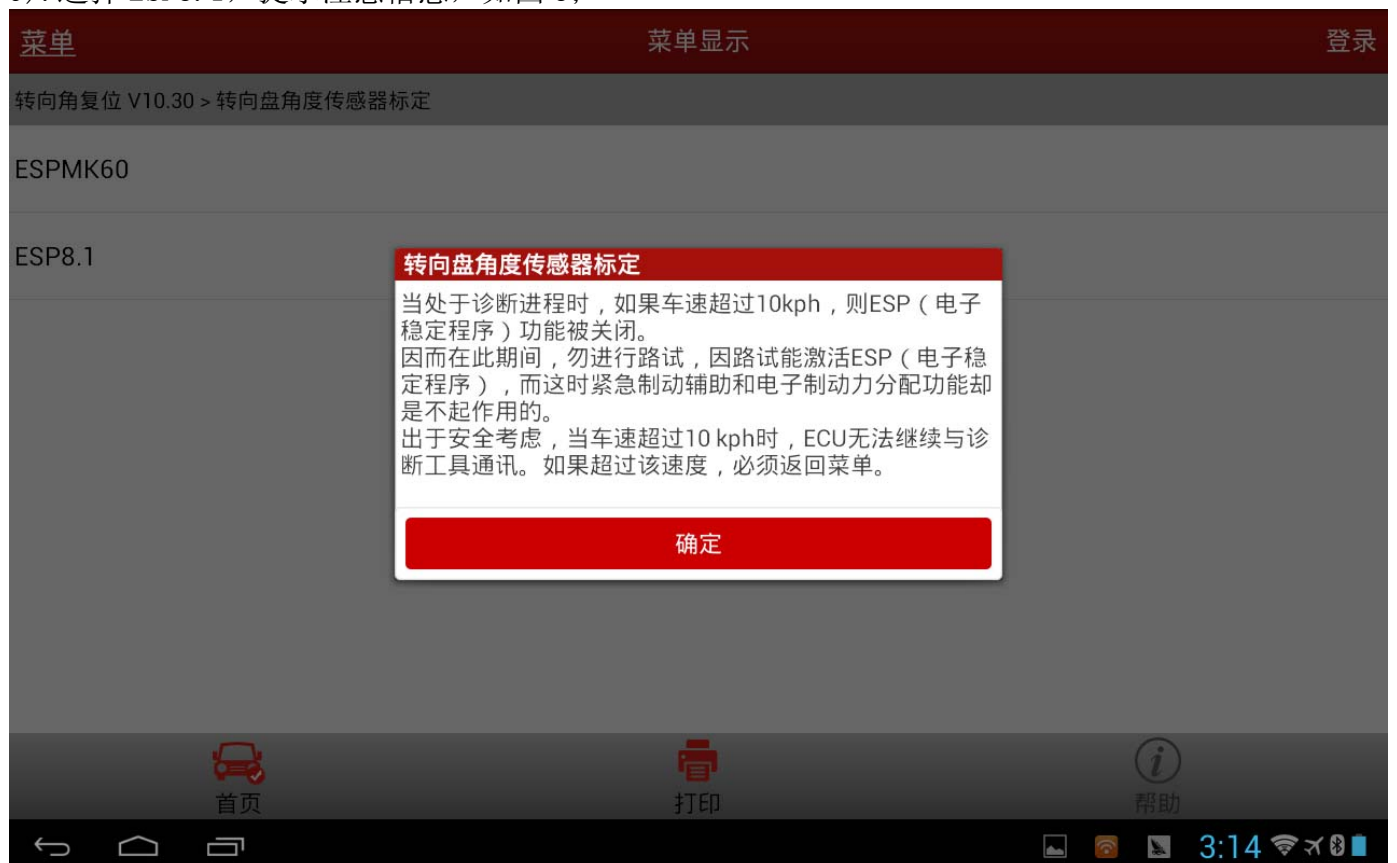 菜单
菜单显示
登录
转向角复位 V10.30 > 转向盘角度传感器标定
ESPMK60
ESP8.1
转向盘角度传感器标定
当处于诊断进程时，如果车速超过10kph，则ESP（电子
稳定程序）功能被关闭。
因而在此期间，勿进行路试，因路试能激活ESP（电子稳
定程序），而这时紧急制动辅助和电子制动力分配功能却
是不起作用的。
出于安全考虑，当车速超过10 kph时，ECU无法继续与诊
断工具通讯。如果超过该速度，必须返回菜单。
确定
首页
打印
帮助
3:14